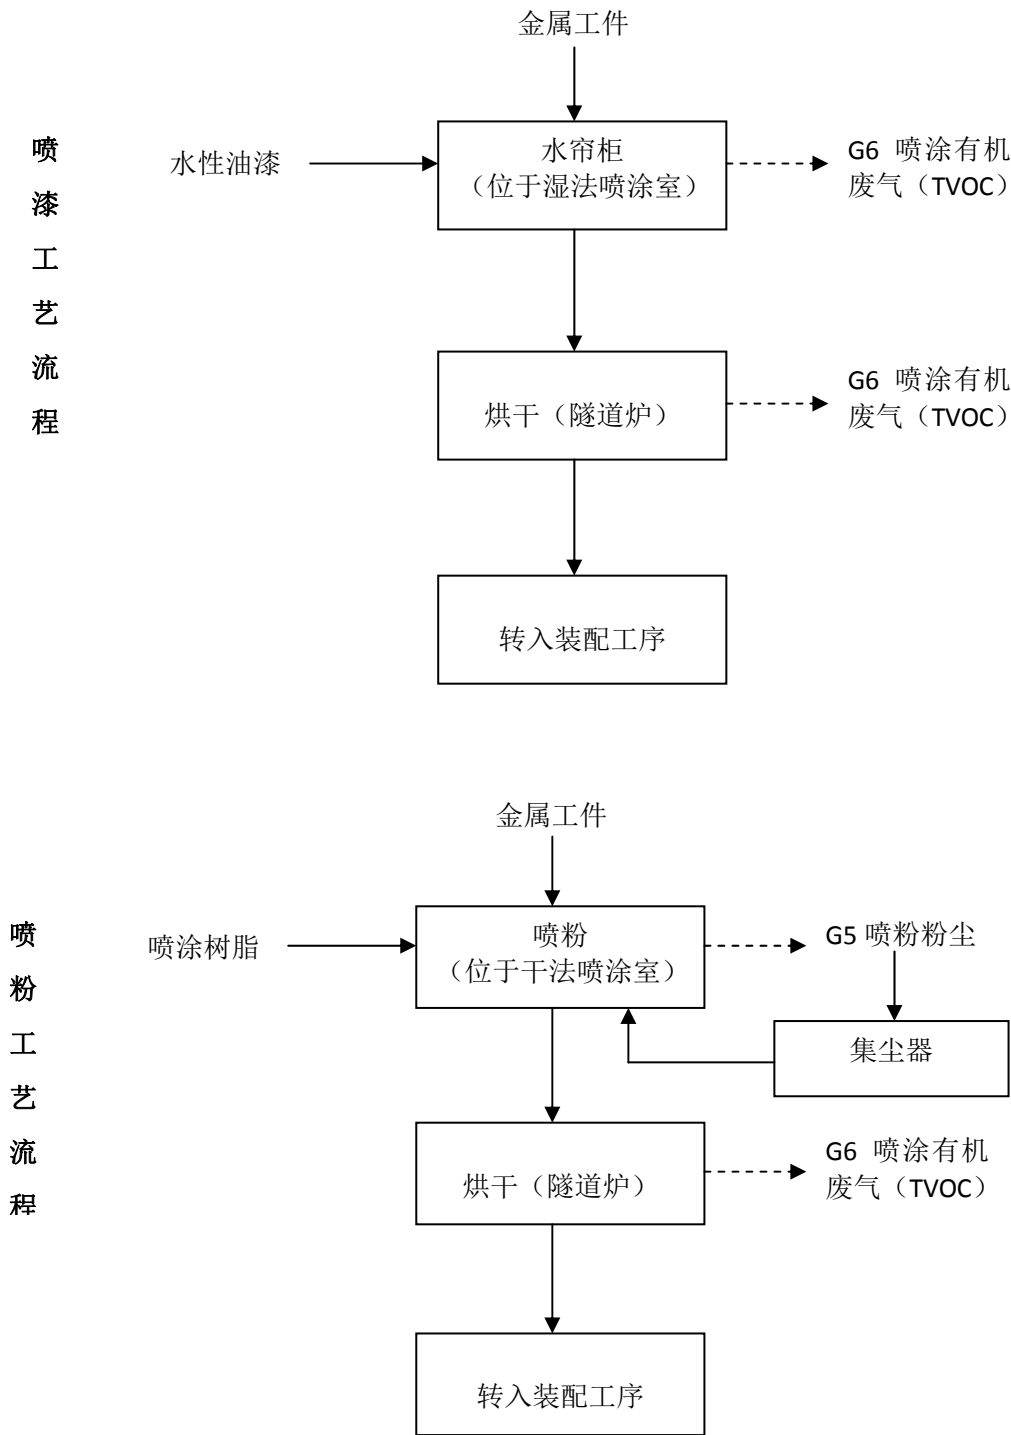 金属工件
喷漆工艺流程
水性油漆
水帘柜
（位于湿法喷涂室）
G6 喷涂有机
废气（TVOC）
烘干（隧道炉）
G6 喷涂有机
废气（TVOC）
转入装配工序
金属工件
喷粉工艺流程
喷涂树脂
喷粉
（位于干法喷涂室）
G5 喷粉粉尘
集尘器
烘干（隧道炉）
G6 喷涂有机
废气（TVOC）
转入装配工序